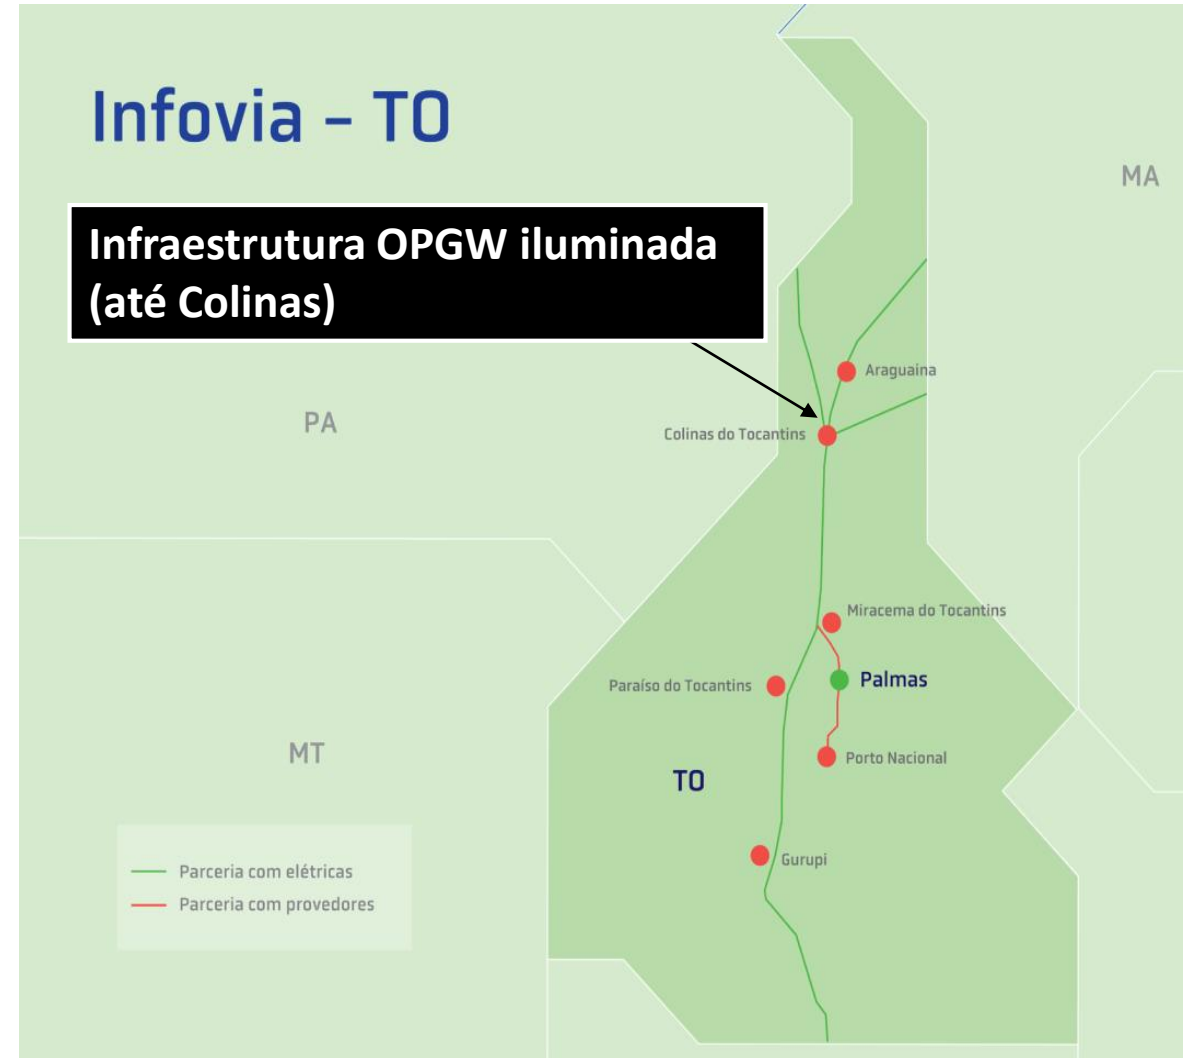 Infovia – TO
MA
Infraestrutura OPGW iluminada
(até Colinas)
Araguaina
PA
Colinas do Tocantins
Miracema do Tocantins
Paraíso do Tocantins
Palmas
MT
Porto Nacional
TO
Gurupi
Parceria com elétricas
Parceria com provedores